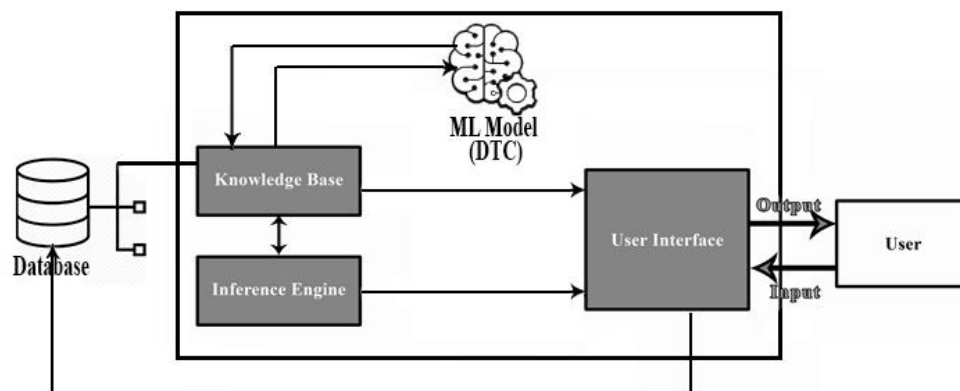 ML Model
(DTC)
Knowledge Base
Database
Inference Engine
User Interface
Output
Input
User